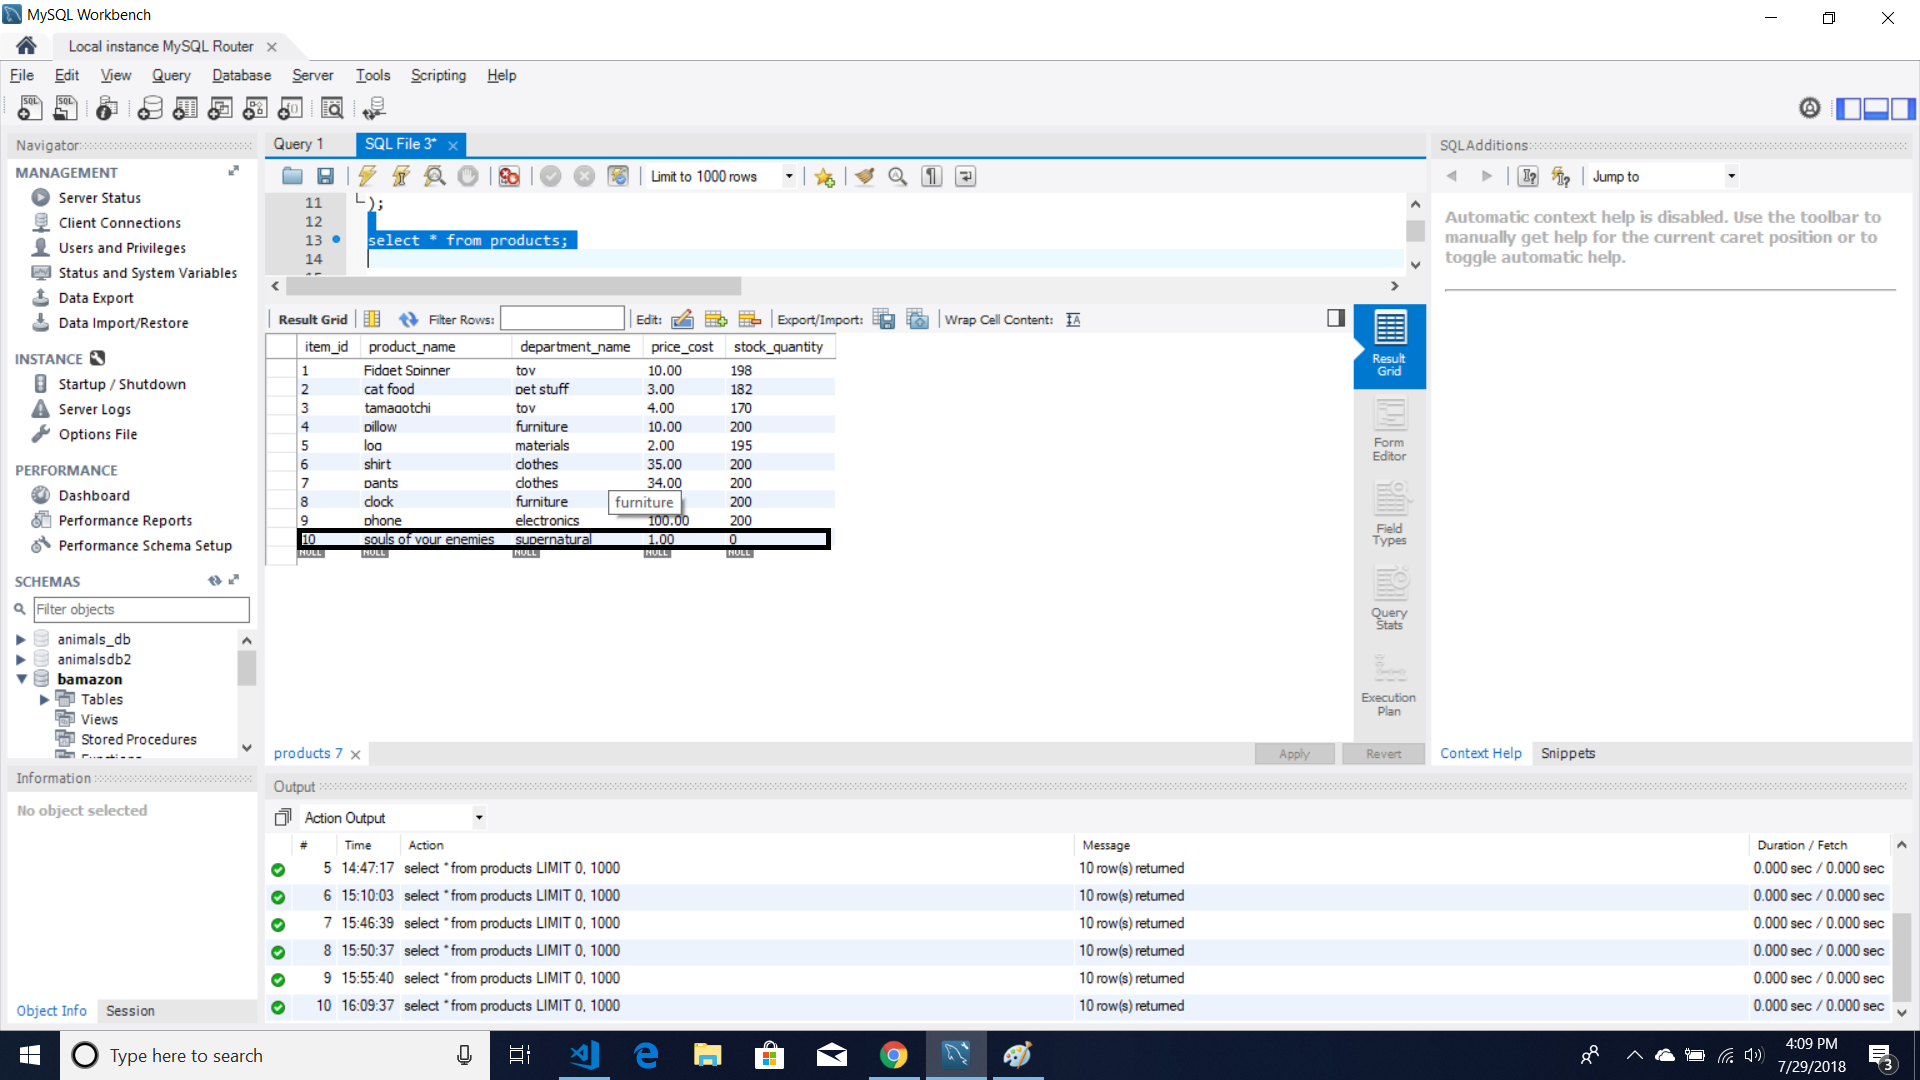 MySQL Workbench
Local instance MySQL Router
File Edit View Query Database Server Tools Scripting Help
Navigator
MANAGEMENT
Server Status
Client Connections
Users and Privileges
Status and System Variables
Data Export
Data Import/Restore
INSTANCE
Startup / Shutdown
Server Logs
Options File
PERFORMANCE
Dashboard
Performance Reports
Performance Schema Setup
SCHEMAS
Filter objects
animals_db
animalsdb2
bamazon
Tables
Views
Stored Procedures
Functions
Information
No object selected
Object Info Session
Query 1 SQL File 3*
Limit to 1000 rows
11 );
12
13 select * from products;
14
Result Grid Filter Rows: Edit: Export/Import: Wrap Cell Content:
item_id product_name department_name price_cost stock_quantity
1 Fidget Spinner toy 10.00 198
2 cat food pet stuff 3.00 182
3 tamagotchi toy 4.00 170
4 pillow furniture 10.00 200
5 log materials 2.00 195
6 shirt clothes 35.00 200
7 pants clothes 34.00 200
8 clock furniture 200
furniture
9 phone electronics 100.00 200
10 souls of your enemies supernatural 1.00 0
NULL NULL NULL NULL NULL
Result Grid
Form Editor
Field Types
Query Stats
Execution Plan
products 7
Apply Revert
SQLAdditions
Jump to
Automatic context help is disabled. Use the toolbar to
manually get help for the current caret position or to
toggle automatic help.
Context Help Snippets
Output
Action Output
# Time Action Message Duration / Fetch
5 14:47:17 select * from products LIMIT 0, 1000 10 row(s) returned 0.000 sec / 0.000 sec
6 15:10:03 select * from products LIMIT 0, 1000 10 row(s) returned 0.000 sec / 0.000 sec
7 15:46:39 select * from products LIMIT 0, 1000 10 row(s) returned 0.000 sec / 0.000 sec
8 15:50:37 select * from products LIMIT 0, 1000 10 row(s) returned 0.000 sec / 0.000 sec
9 15:55:40 select * from products LIMIT 0, 1000 10 row(s) returned 0.000 sec / 0.000 sec
10 16:09:37 select * from products LIMIT 0, 1000 10 row(s) returned 0.000 sec / 0.000 sec
Type here to search
4:09 PM
7/29/2018
3